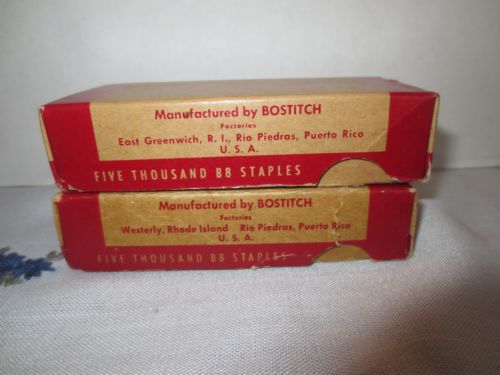 Manufactured by BOSTITCH
Factories
East Greenwich, R. I., Rio Piedras, Puerto Rico
U. S. A.
FIVE THOUSAND B8 STAPLES
Manufactured by BOSTITCH
Factories
Westerly, Rhode Island Rio Piedras, Puerto Rico
U. S. A.
FIVE THOUSAND B8 STAPLES